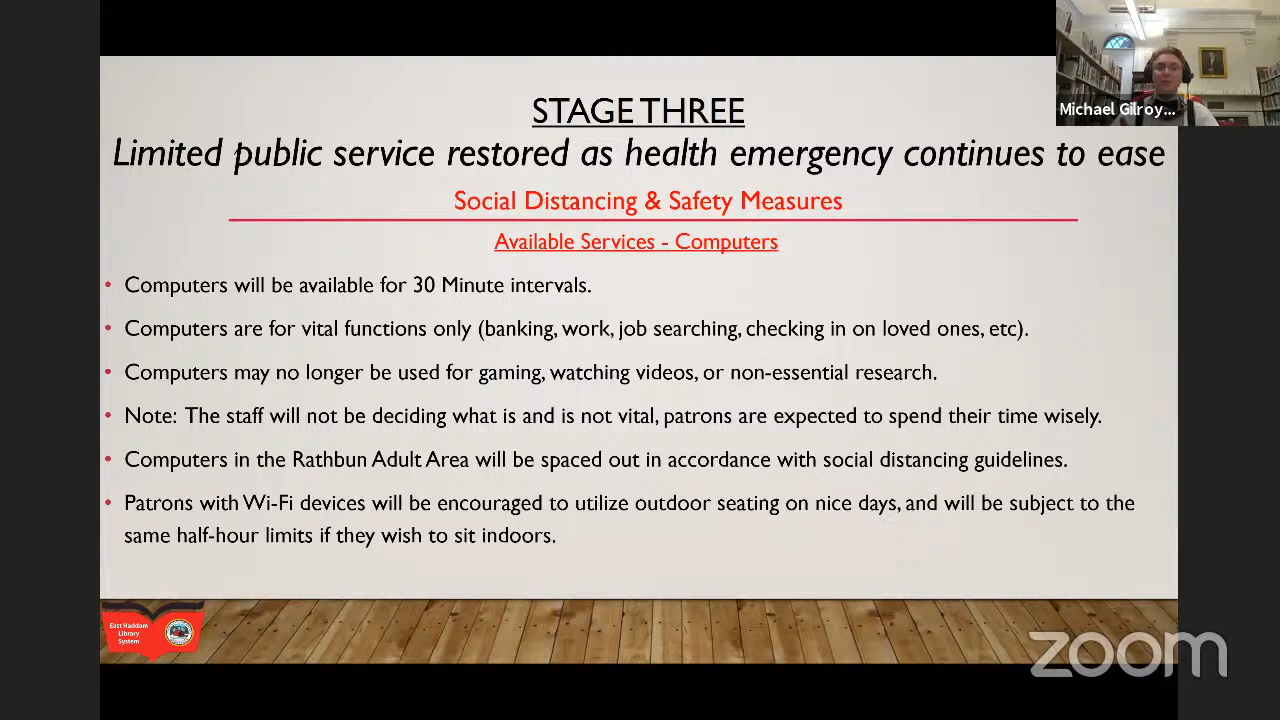 Michael Gilroy...
STAGE THREE
Limited public service restored as health emergency continues to ease
Social Distancing & Safety Measures
Available Services - Computers
• Computers will be available for 30 Minute intervals.
• Computers are for vital functions only (banking, work, job searching, checking in on loved ones, etc).
• Computers may no longer be used for gaming, watching videos, or non-essential research.
• Note: The staff will not be deciding what is and is not vital, patrons are expected to spend their time wisely.
• Computers in the Rathbun Adult Area will be spaced out in accordance with social distancing guidelines.
• Patrons with Wi-Fi devices will be encouraged to utilize outdoor seating on nice days, and will be subject to the
same half-hour limits if they wish to sit indoors.
East Haddam
Library
System
zoom